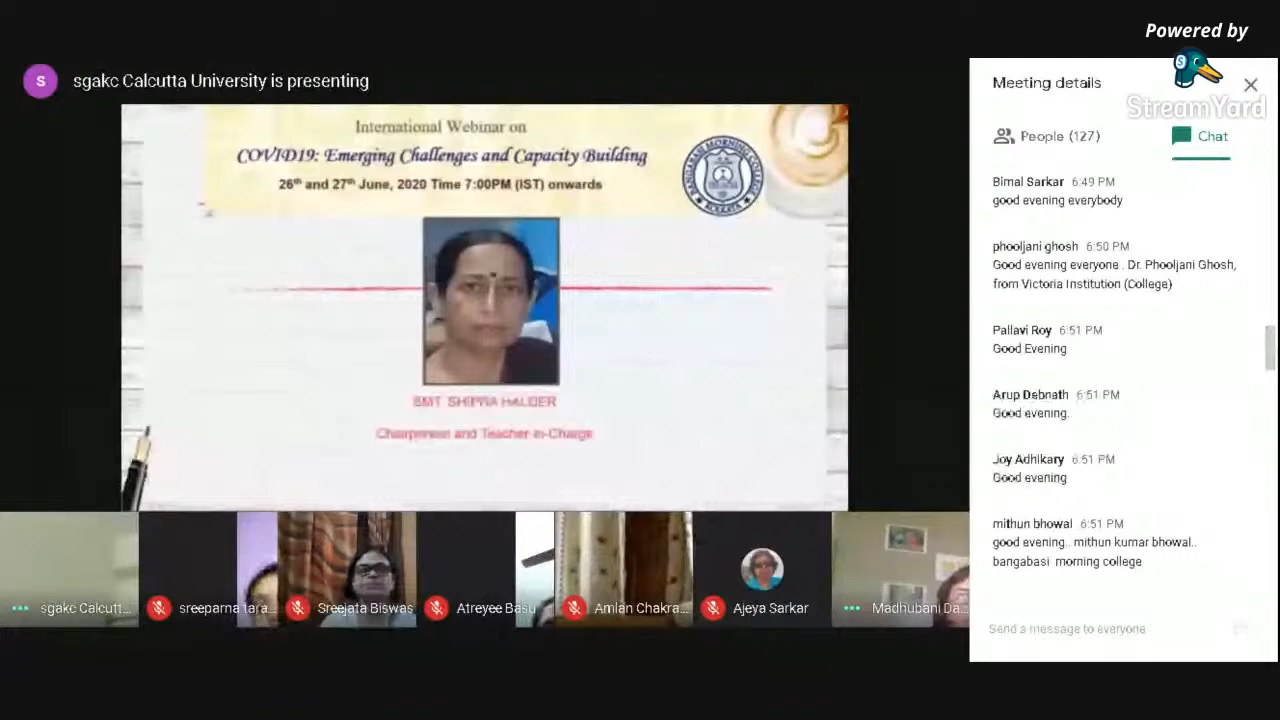 Powered by
StreamYard
S
sgakc Calcutta University is presenting
International Webinar on
COVID19: Emerging Challenges and Capacity Building
26th and 27th June, 2020 Time 7:00PM (IST) onwards
BANGABASI MORNING COLLEGE
KOLKATA
SMT SHIPRA HALDER
Chairperson and Teacher-in-Charge
sgakc Calcutt...
sreeparna tara...
Sreejata Biswas
Atreyee Basu
Amlan Chakra...
Ajeya Sarkar
Madhubani Da...
Meeting details
People (127)
Chat
Bimal Sarkar 6:49 PM
good evening everybody
phooljani ghosh 6:50 PM
Good evening everyone . Dr. Phooljani Ghosh,
from Victoria Institution (College)
Pallavi Roy 6:51 PM
Good Evening
Arup Debnath 6:51 PM
Good evening.
Joy Adhikary 6:51 PM
Good evening
mithun bhowal 6:51 PM
good evening.. mithun kumar bhowal..
bangabasi morning college
Send a message to everyone